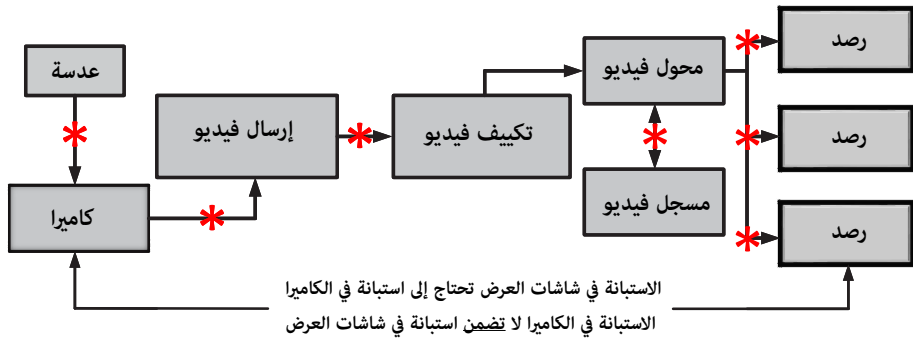 عدسة
كاميرا
إرسال فيديو
تكييف فيديو
محول فيديو
مسجل فيديو
رصد
رصد
رصد
الاستبانة في شاشات العرض تحتاج إلى استبانة في الكاميرا
الاستبانة في الكاميرا لا تضمن استبانة في شاشات العرض